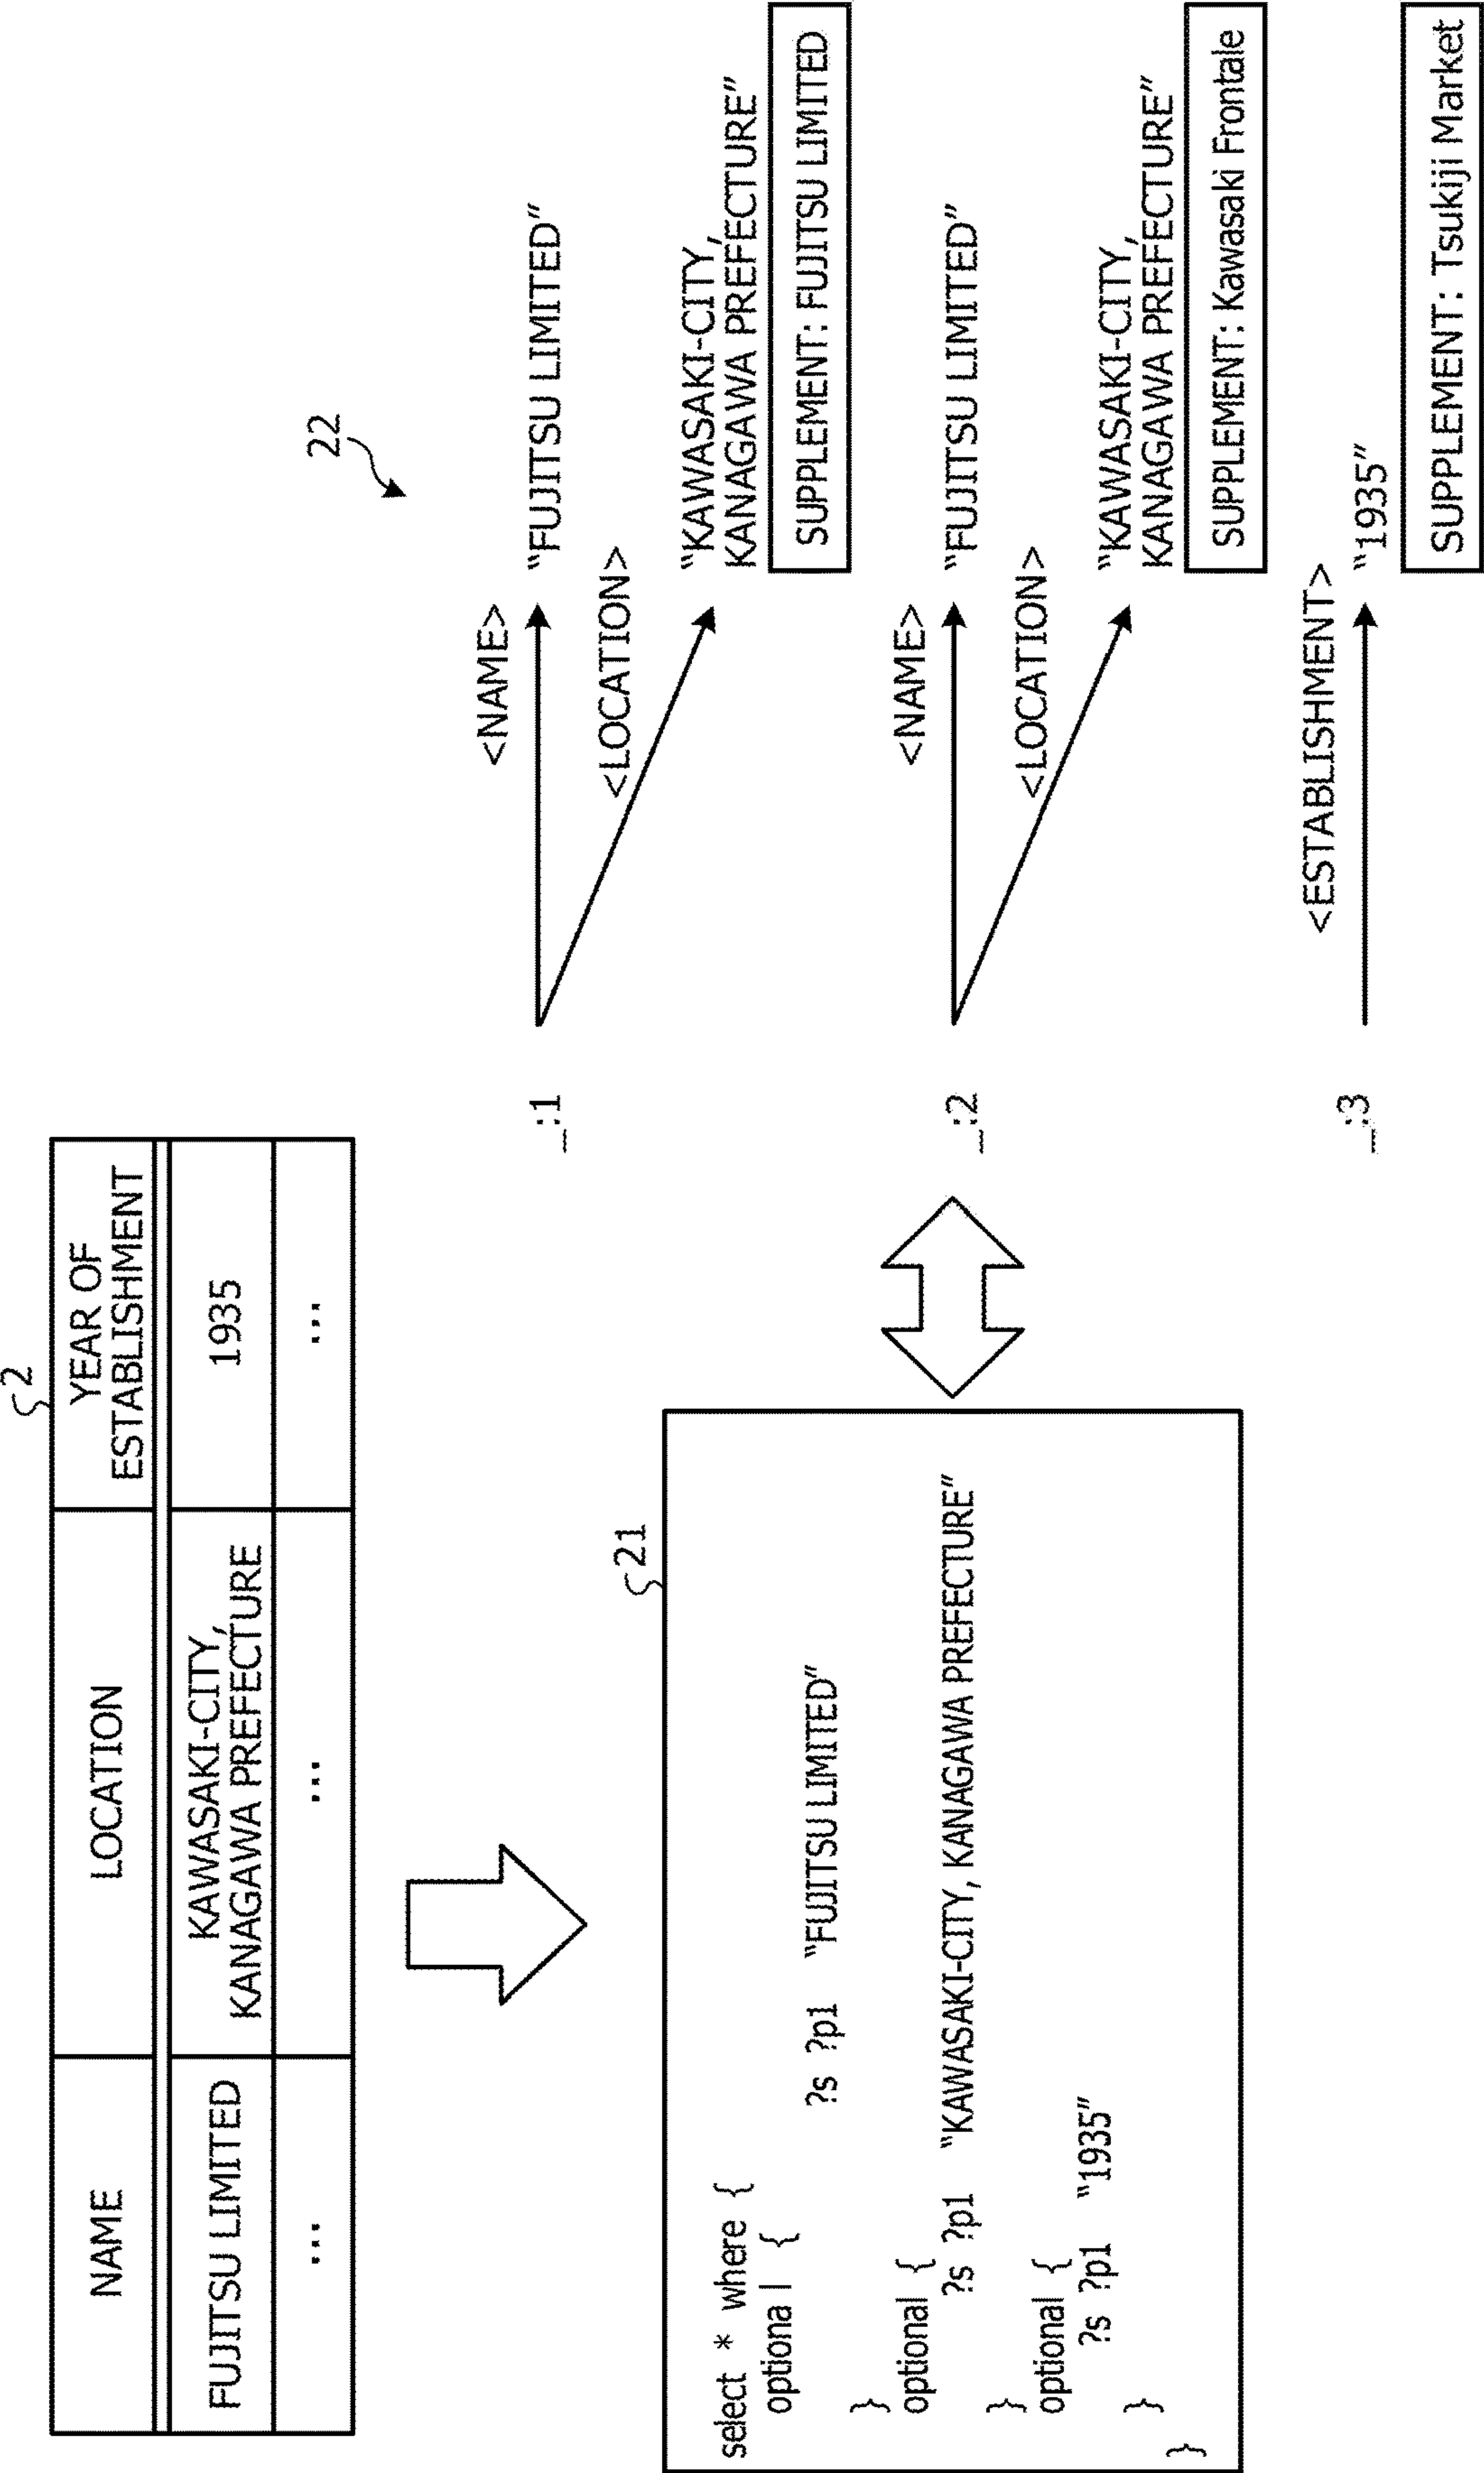 2
NAME
LOCATION
YEAR OF
ESTABLISHMENT
FUJITSU LIMITED
KAWASAKI-CITY,
KANAGAWA PREFECTURE
1935
...
...
...
21
select * where {
optiona l {
?s ?p1 “FUJITSU LIMITED”
}
optional {
?s ?p1 “KAWASAKI-CITY, KANAGAWA PREFECTURE”
}
optional {
?s ?p1 “1935”
}
}
22
_:1
<NAME>
“FUJITSU LIMITED”
<LOCATION>
“KAWASAKI-CITY,
KANAGAWA PREFECTURE”
SUPPLEMENT: FUJITSU LIMITED
_:2
<NAME>
“FUJITSU LIMITED”
<LOCATION>
“KAWASAKI-CITY,
KANAGAWA PREFECTURE”
SUPPLEMENT: Kawasaki Frontale
_:3
<ESTABLISHMENT>
“1935”
SUPPLEMENT: Tsukiji Market